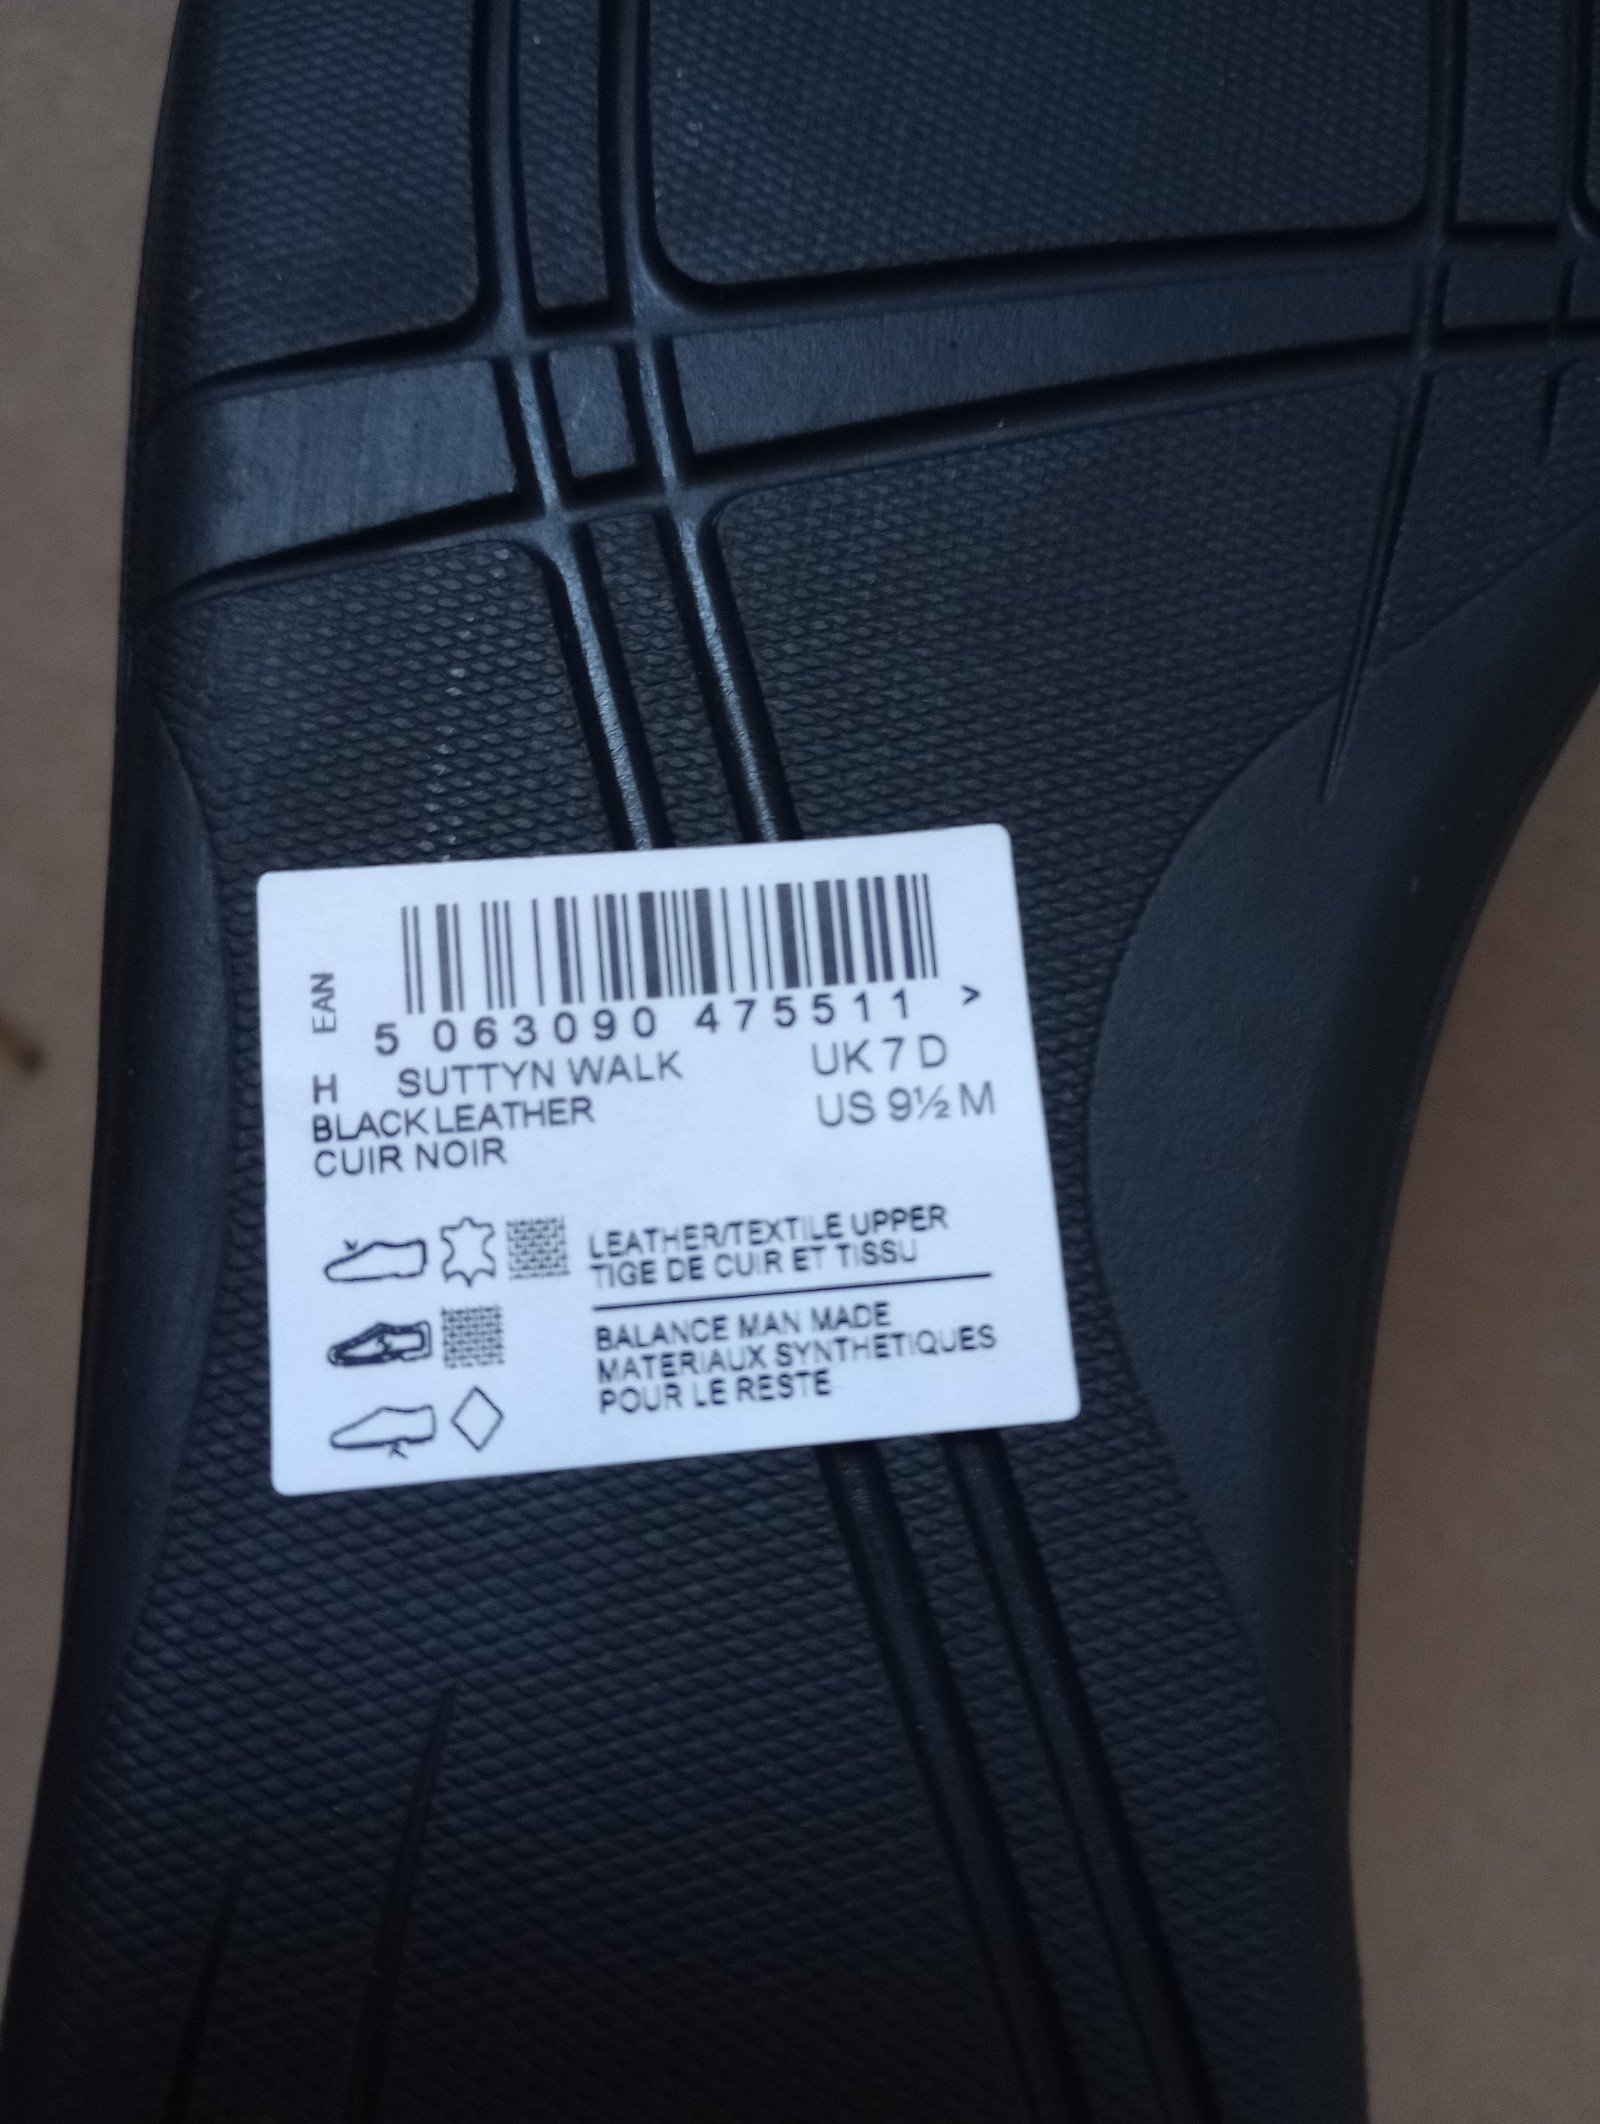 EAN
5 063090 475511 >
H SUTTYN WALK UK 7 D
BLACK LEATHER US 9½ M
CUIR NOIR
LEATHER/TEXTILE UPPER
TIGE DE CUIR ET TISSU
BALANCE MAN MADE
MATERIAUX SYNTHETIQUES
POUR LE RESTE